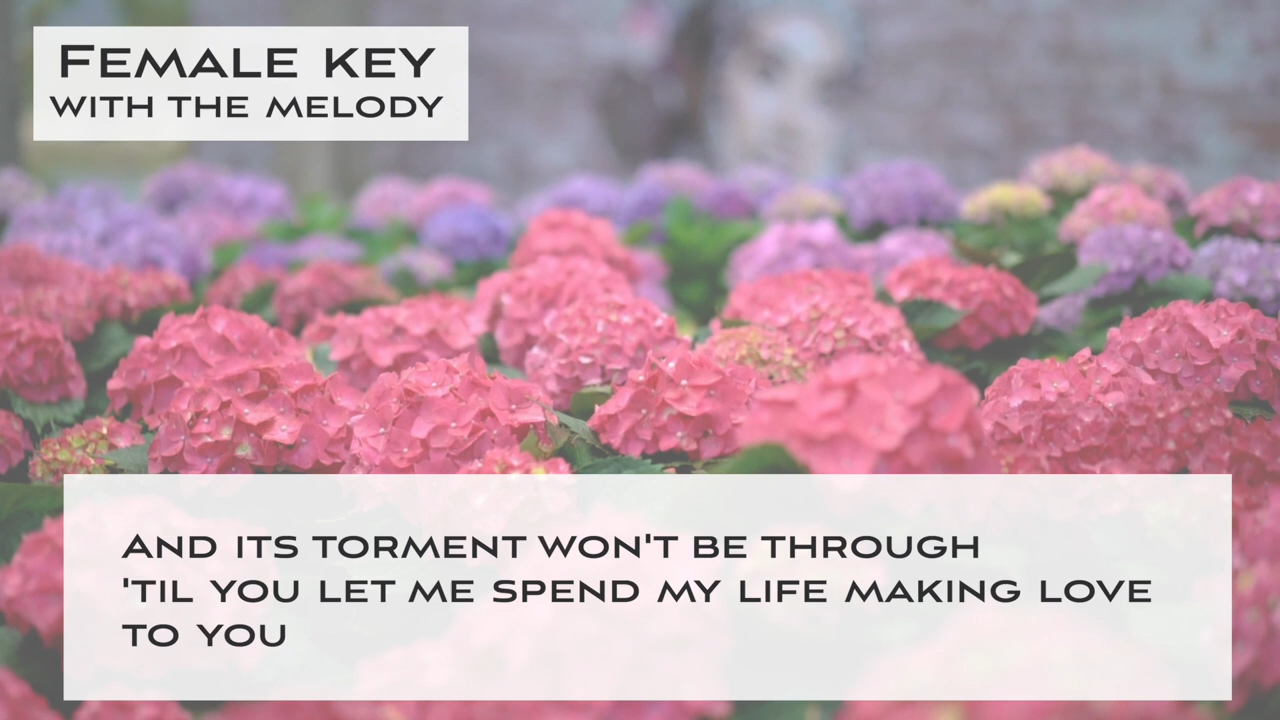 FEMALE KEY
WITH THE MELODY
AND ITS TORMENT WON'T BE THROUGH
'TIL YOU LET ME SPEND MY LIFE MAKING LOVE
TO YOU